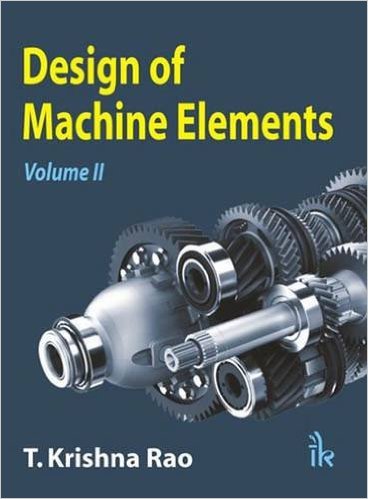 Design of
Machine Elements
Volume II
T. Krishna Rao
ik